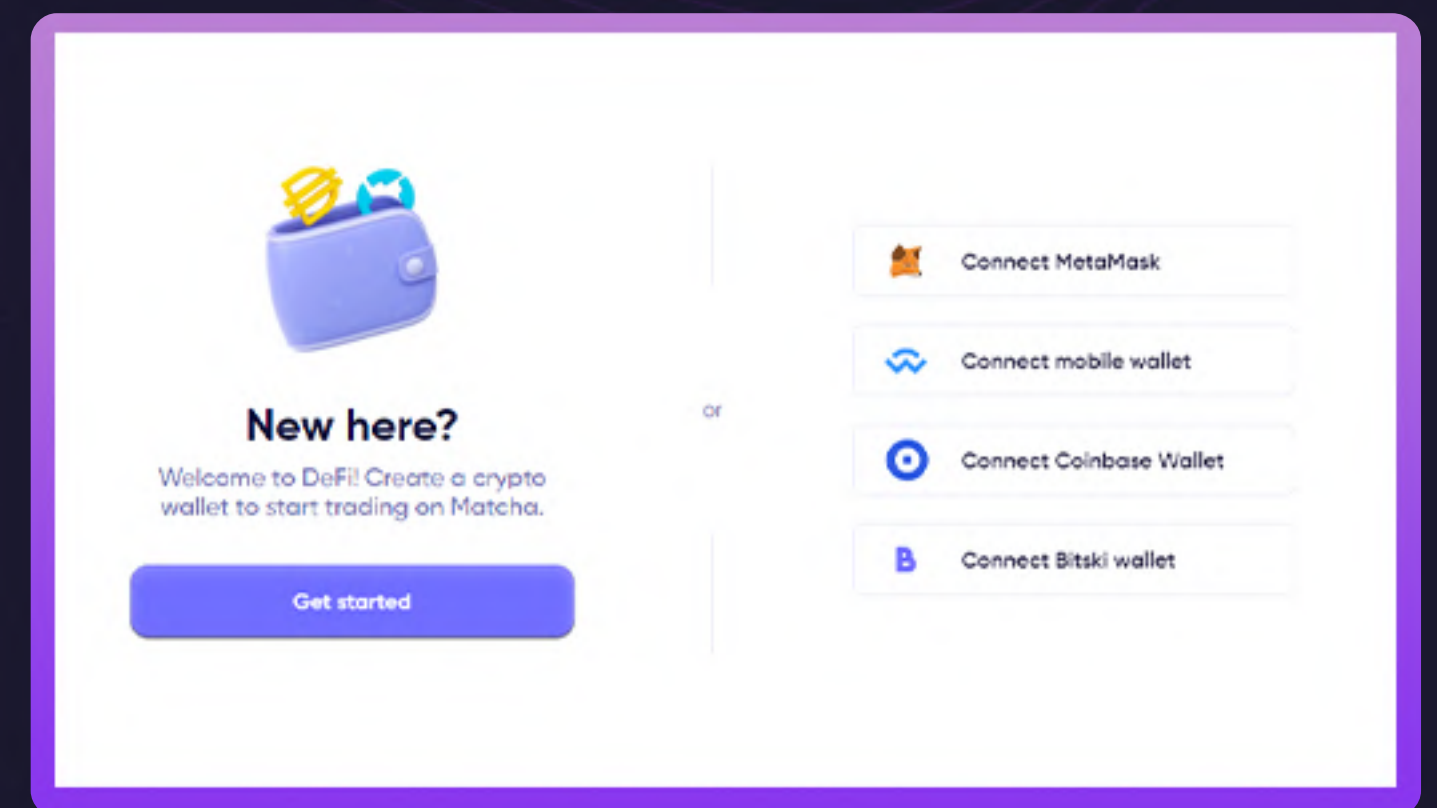 New here?
Welcome to DeFi! Create a crypto
wallet to start trading on Matcha.
Get started
or
Connect MetaMask
Connect mobile wallet
Connect Coinbase Wallet
Connect Bitski wallet